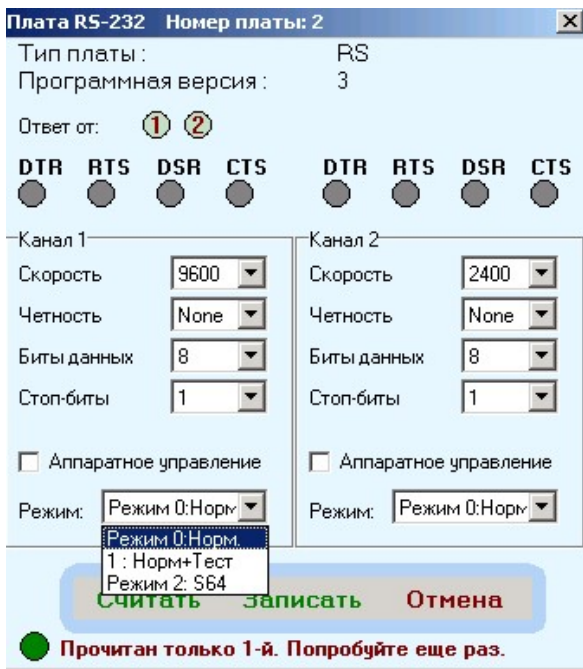 Плата RS-232 Номер платы: 2
Тип платы: RS
Программная версия: 3
Ответ от: 1 2
DTR RTS DSR CTS DTR RTS DSR CTS
Канал 1 Канал 2
Скорость 9600 Скорость 2400
Четность None Четность None
Биты данных 8 Биты данных 8
Стоп-биты 1 Стоп-биты 1
Аппаратное управление Аппаратное управление
Режим: Режим 0:Норм Режим: Режим 0:Норм
Режим 0:Норм.
1 : Норм+Тест
Режим 2: S64
Считать Записать Отмена
Прочитан только 1-й. Попробуйте еще раз.